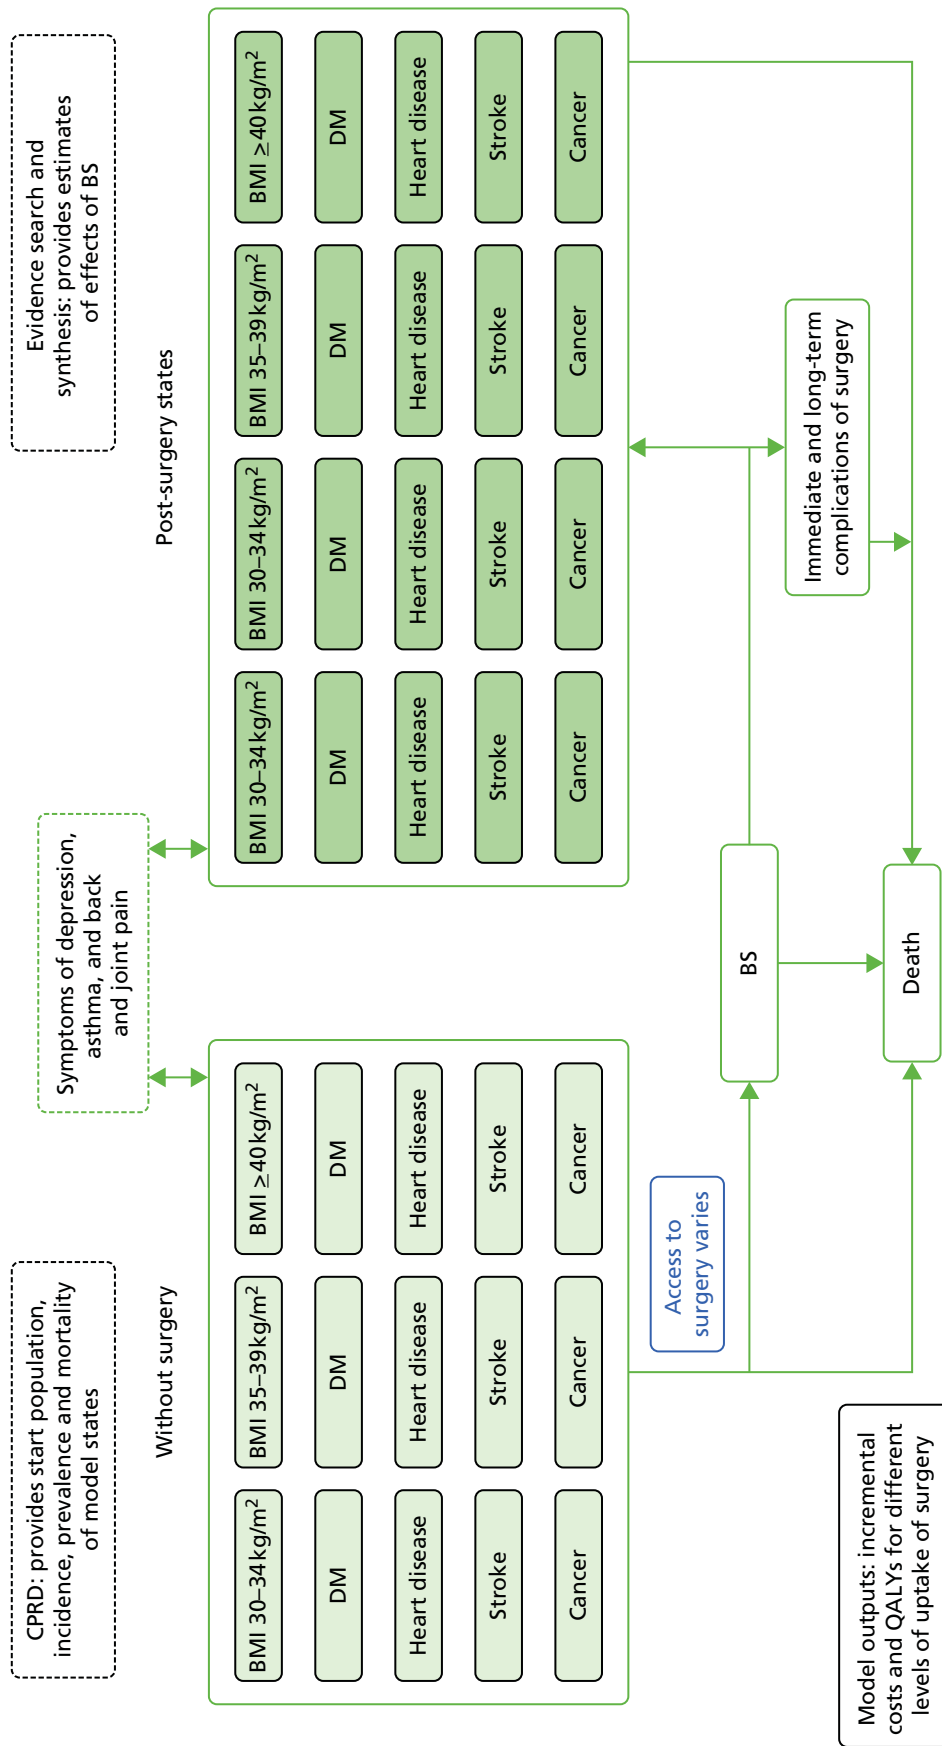 CPRD: provides start population,
incidence, prevalence and mortality
of model states
Symptoms of depression,
asthma, and back
and joint pain
Evidence search and
synthesis: provides estimates
of effects of BS
Without surgery
BMI 30–34 kg/m²
BMI 35–39 kg/m²
BMI ≥40 kg/m²
DM
DM
DM
Heart disease
Heart disease
Heart disease
Stroke
Stroke
Stroke
Cancer
Cancer
Cancer
Post-surgery states
BMI 30–34 kg/m²
BMI 30–34 kg/m²
BMI 35–39 kg/m²
BMI ≥40 kg/m²
DM
DM
DM
DM
Heart disease
Heart disease
Heart disease
Heart disease
Stroke
Stroke
Stroke
Stroke
Cancer
Cancer
Cancer
Cancer
Access to
surgery varies
BS
Immediate and long-term
complications of surgery
Model outputs: incremental
costs and QALYs for different
levels of uptake of surgery
Death